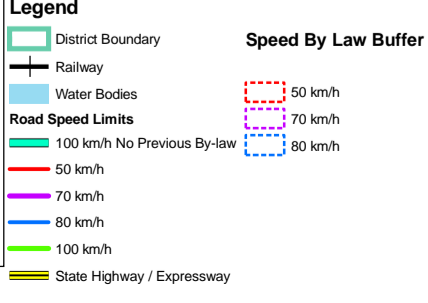 Legend
District Boundary
Railway
Water Bodies
Road Speed Limits
100 km/h No Previous By-law
50 km/h
70 km/h
80 km/h
100 km/h
State Highway / Expressway
Speed By Law Buffer
50 km/h
70 km/h
80 km/h